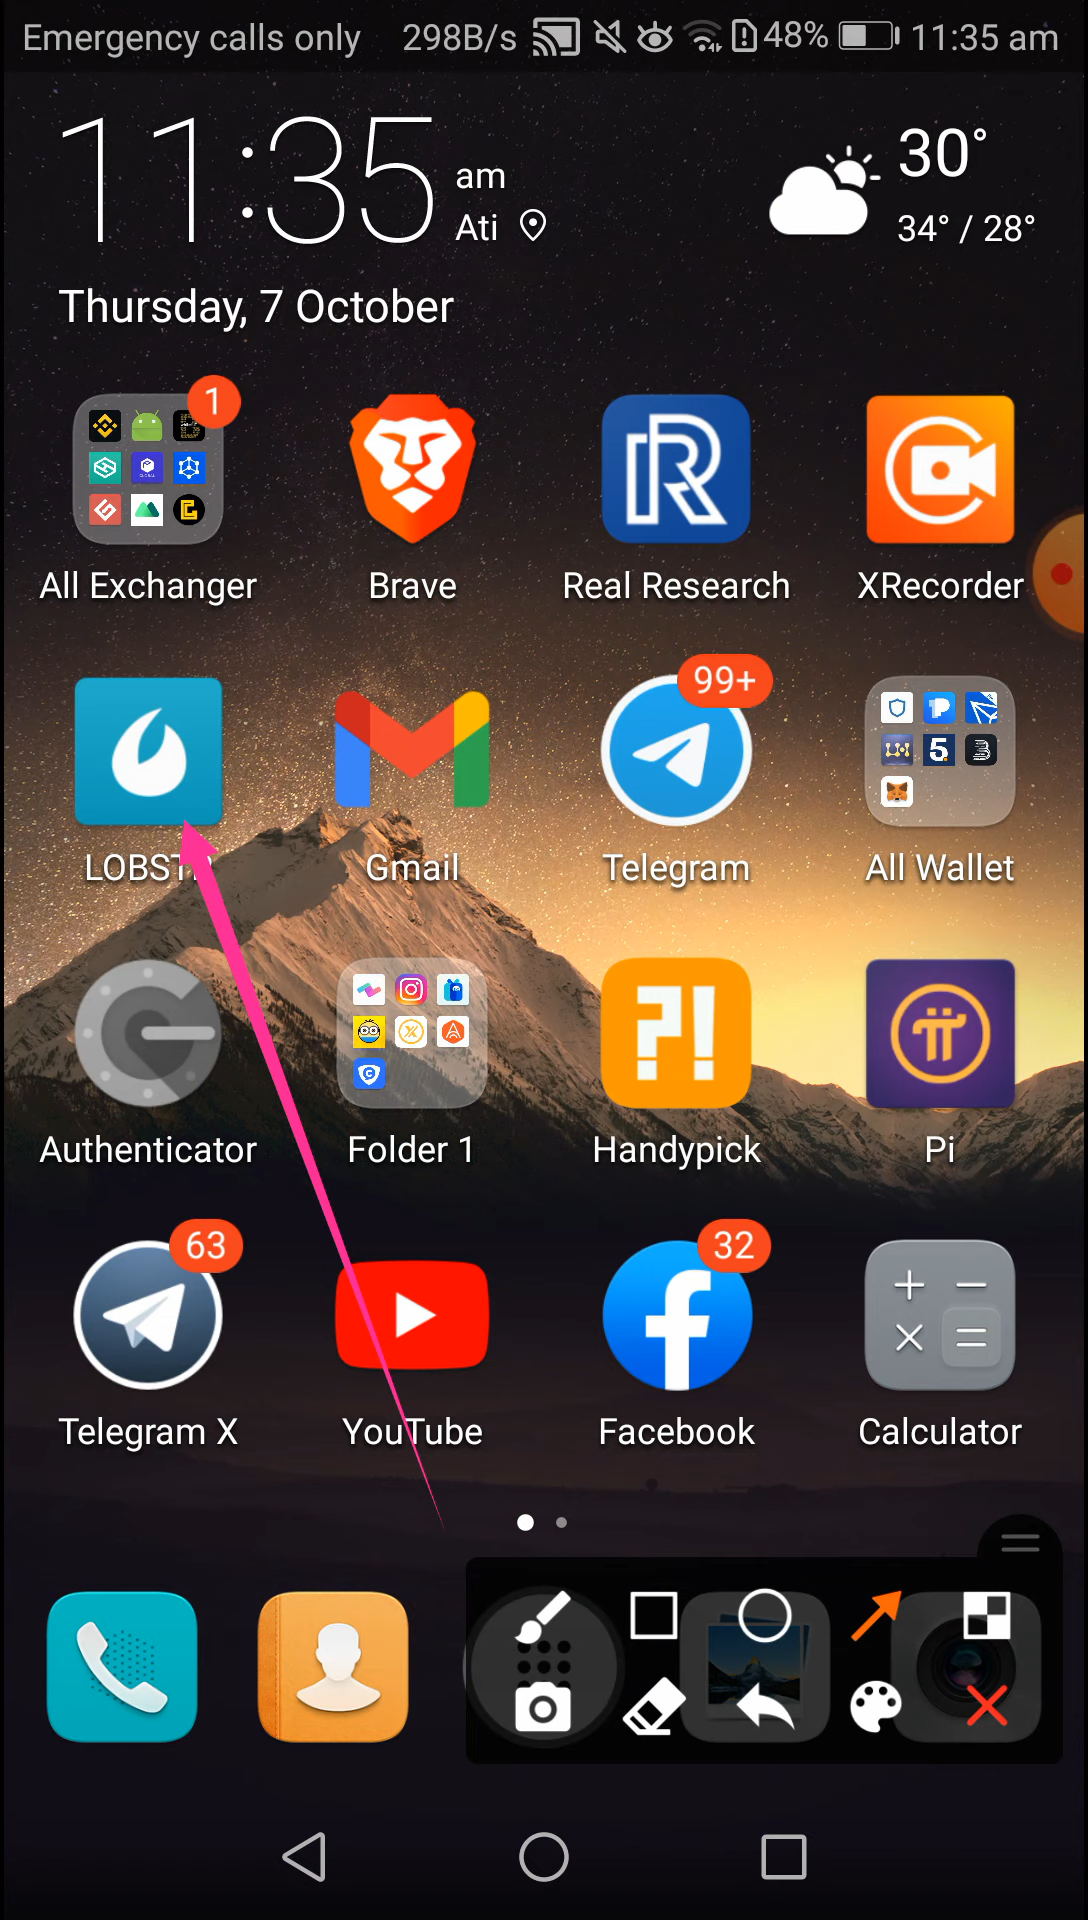 Emergency calls only 298B/s 48% 11:35 am
11:35 am
Ati
30°
34° / 28°
Thursday, 7 October
1
All Exchanger Brave Real Research XRecorder
99+
5.
LOBST Gmail Telegram All Wallet
?!
Authenticator Folder 1 Handypick Pi
63 32
Telegram X YouTube Facebook Calculator